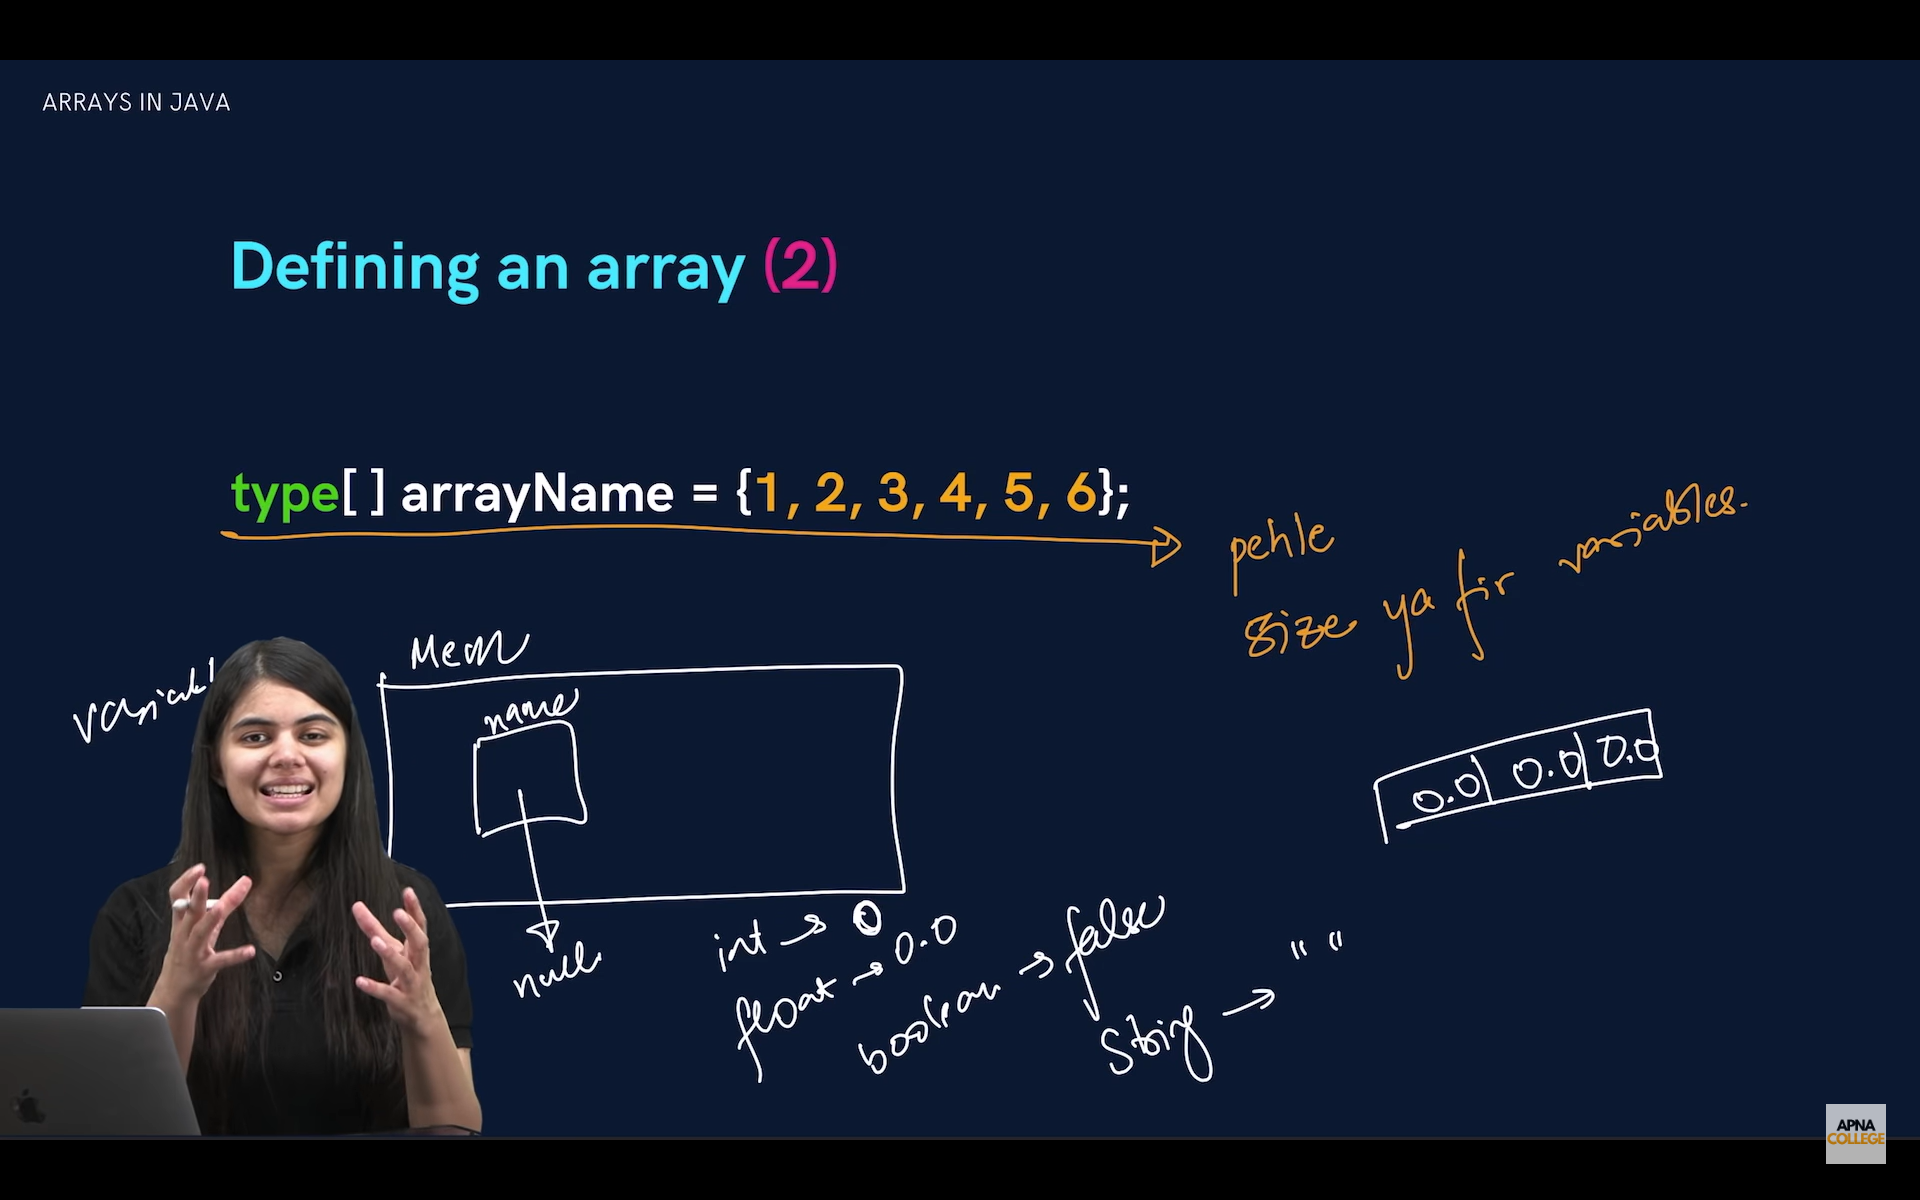 ARRAYS IN JAVA
Defining an array (2)
type[ ] arrayName = {1, 2, 3, 4, 5, 6};
pehle
size ya fir variables.
Mem
name
null
0.0 0.0 0.0
int → 0
float → 0.0
boolean → false
String → " "
APNA
COLLEGE